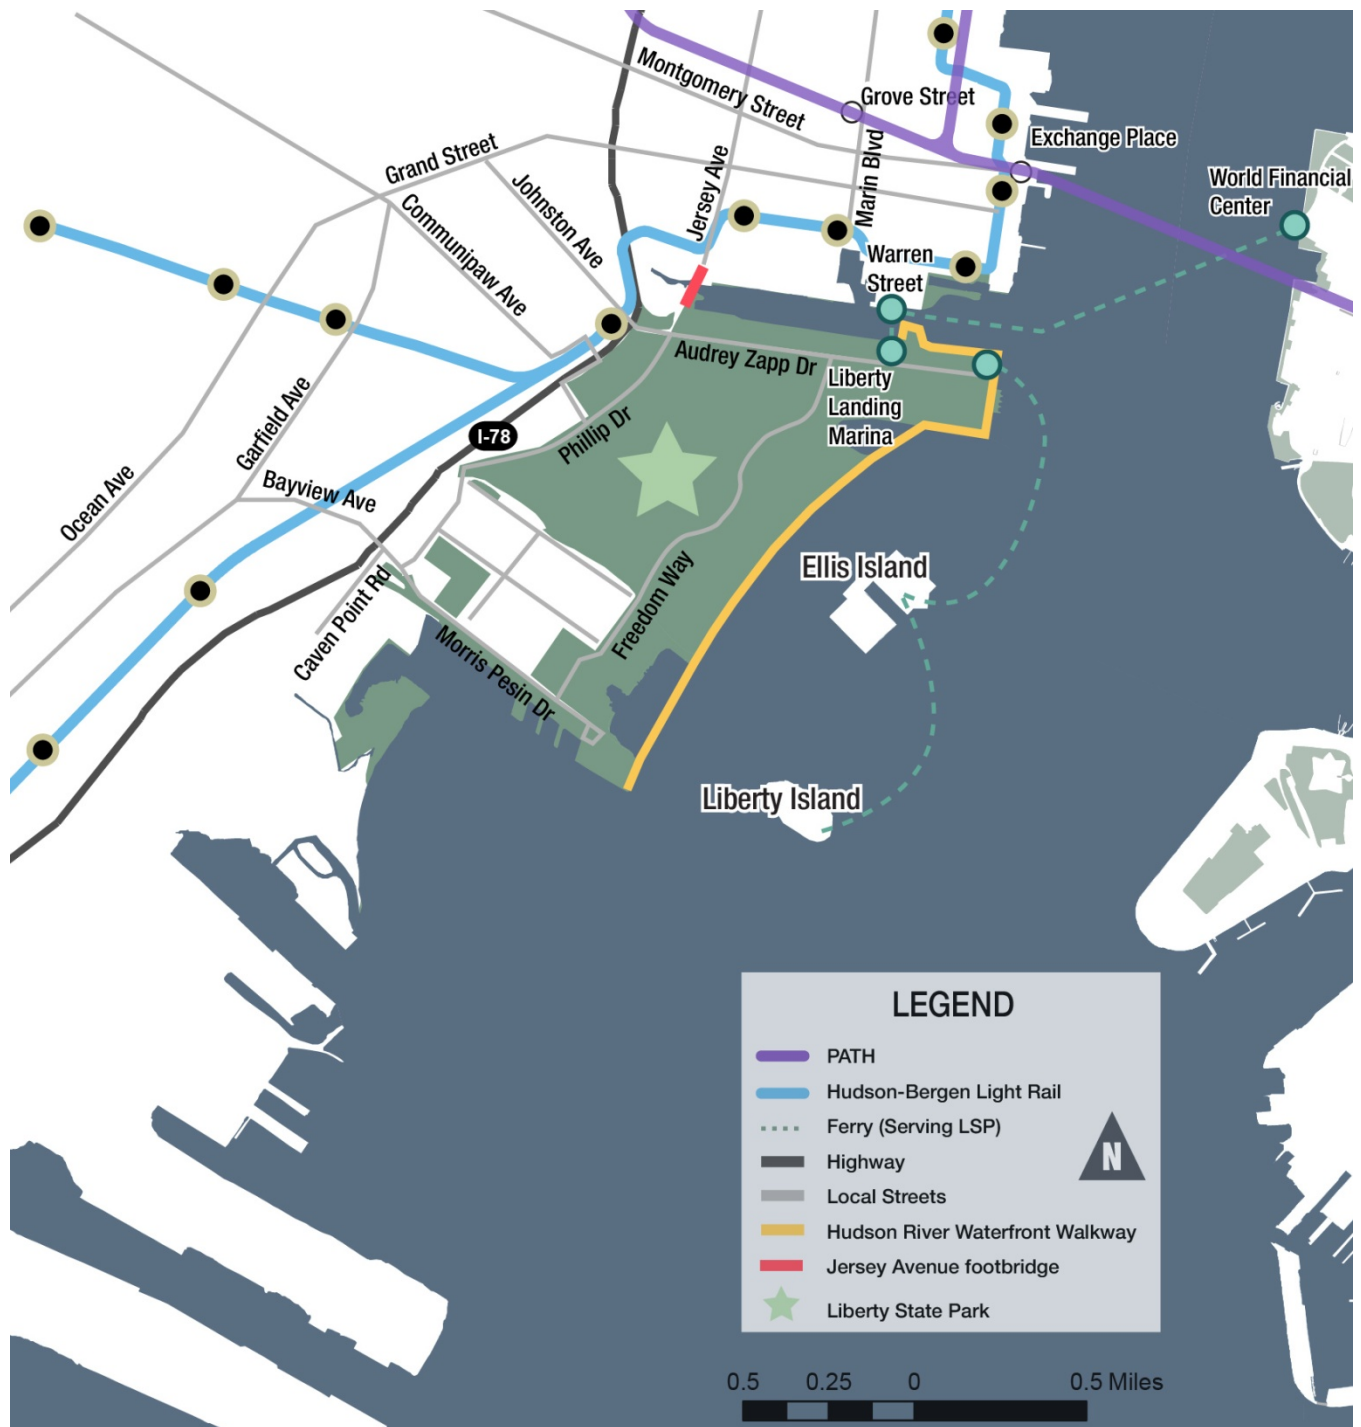 Montgomery Street
Grove Street
Exchange Place
World Financial
Center
Grand Street
Johnston Ave
Jersey Ave
Marin Blvd
Communipaw Ave
Warren
Street
Audrey Zapp Dr
Liberty
Landing
Marina
Garfield Ave
I-78
Phillip Dr
Ocean Ave
Bayview Ave
Ellis Island
Caven Point Rd
Freedom Way
Morris Pesin Dr
Liberty Island
LEGEND
PATH
Hudson-Bergen Light Rail
Ferry (Serving LSP)
Highway
N
Local Streets
Hudson River Waterfront Walkway
Jersey Avenue footbridge
Liberty State Park
0.5 0.25 0 0.5 Miles